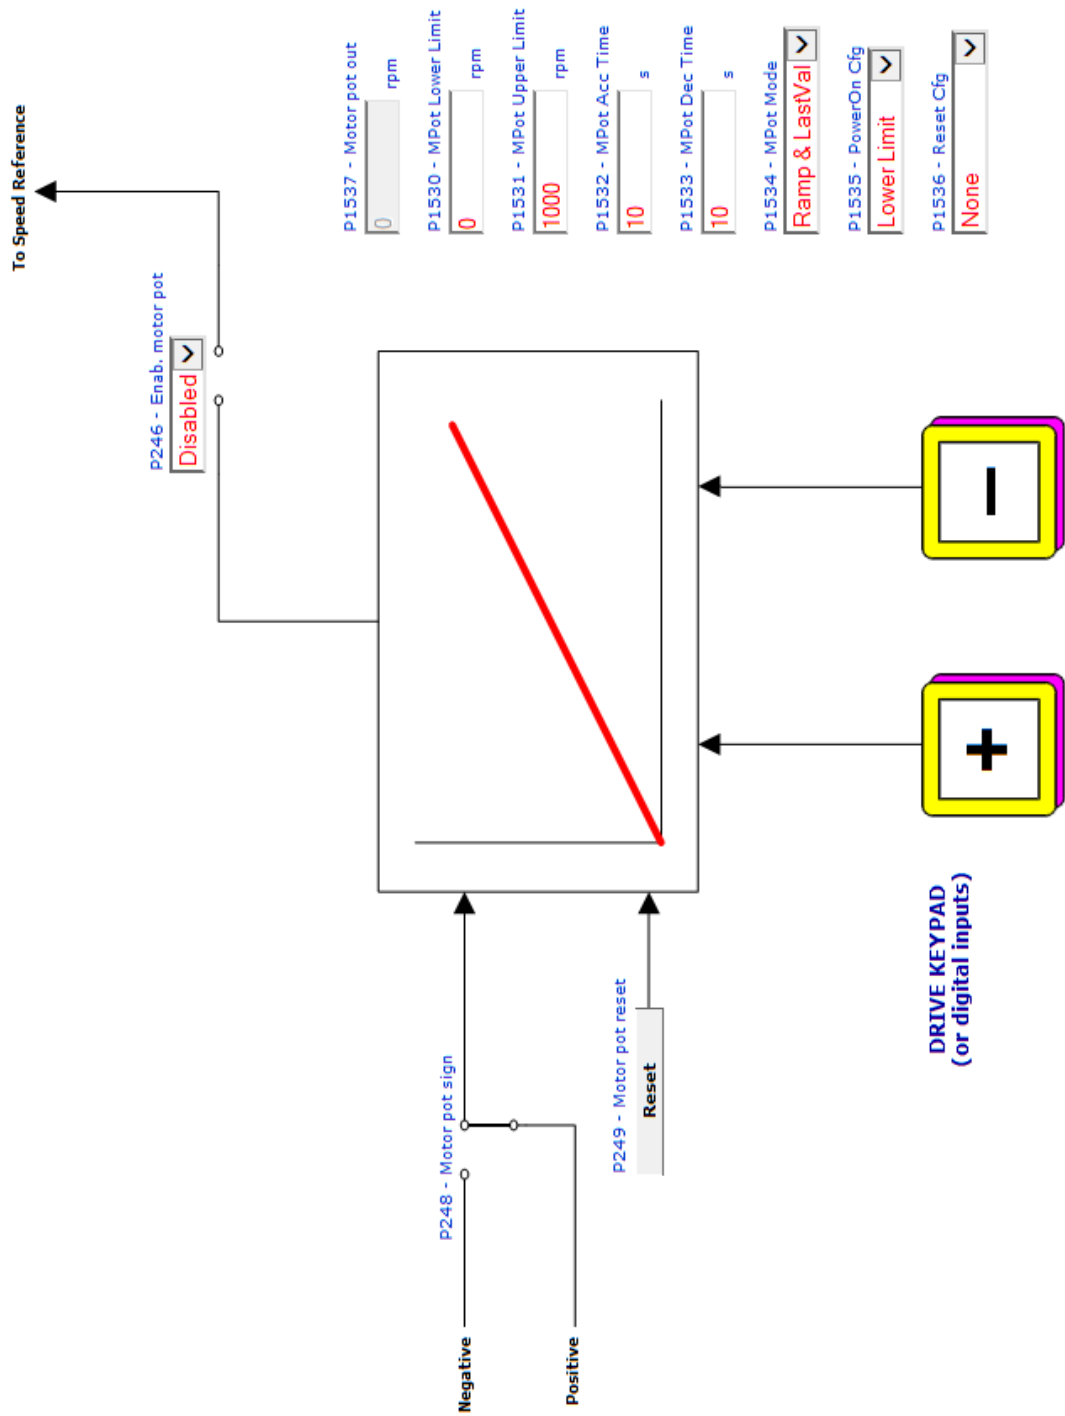 To Speed Reference
P246 - Enab. motor pot
Disabled
P1537 - Motor pot out
0
rpm
P1530 - MPot Lower Limit
0
rpm
P1531 - MPot Upper Limit
1000
rpm
P1532 - MPot Acc Time
10
s
P1533 - MPot Dec Time
10
s
P1534 - MPot Mode
Ramp & LastVal
P1535 - PowerOn Cfg
Lower Limit
P1536 - Reset Cfg
None
P248 - Motor pot sign
Negative
Positive
P249 - Motor pot reset
Reset
DRIVE KEYPAD
(or digital inputs)
+
−